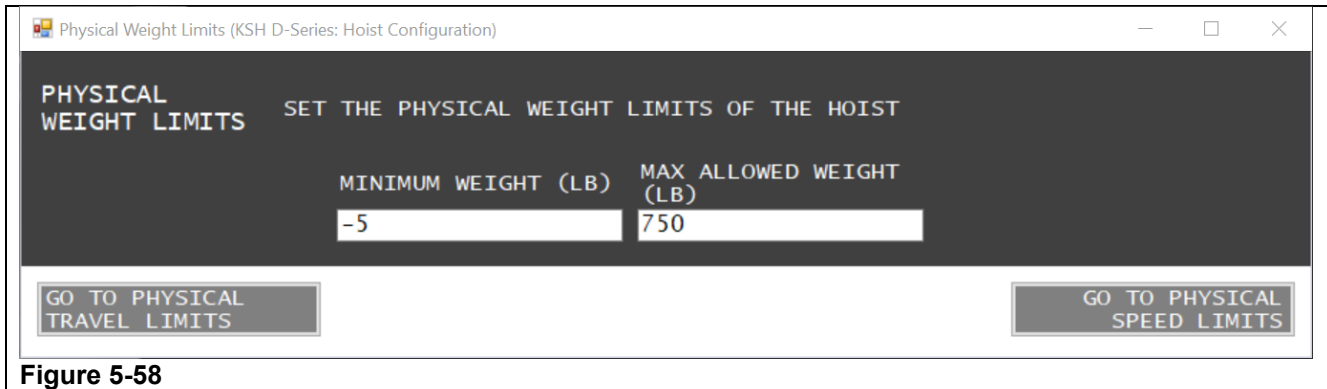 Physical Weight Limits (KSH D-Series: Hoist Configuration)
PHYSICAL
WEIGHT LIMITS
SET THE PHYSICAL WEIGHT LIMITS OF THE HOIST
MINIMUM WEIGHT (LB)
-5
MAX ALLOWED WEIGHT
(LB)
750
GO TO PHYSICAL
TRAVEL LIMITS
GO TO PHYSICAL
SPEED LIMITS
Figure 5-58